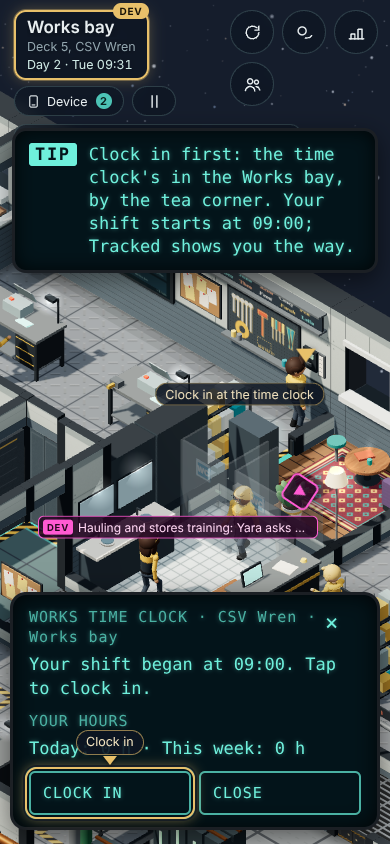 DEV
Works bay
Deck 5, CSV Wren
Day 2 · Tue 09:31
Device 2
TIP
Clock in first: the time
clock's in the Works bay,
by the tea corner. Your
shift starts at 09:00;
Tracked shows you the way.
Clock in at the time clock
DEV Hauling and stores training: Yara asks ...
WORKS TIME CLOCK · CSV Wren ·
Works bay
×
Your shift began at 09:00. Tap
to clock in.
YOUR HOURS
Clock in
Today · This week: 0 h
CLOCK IN
CLOSE